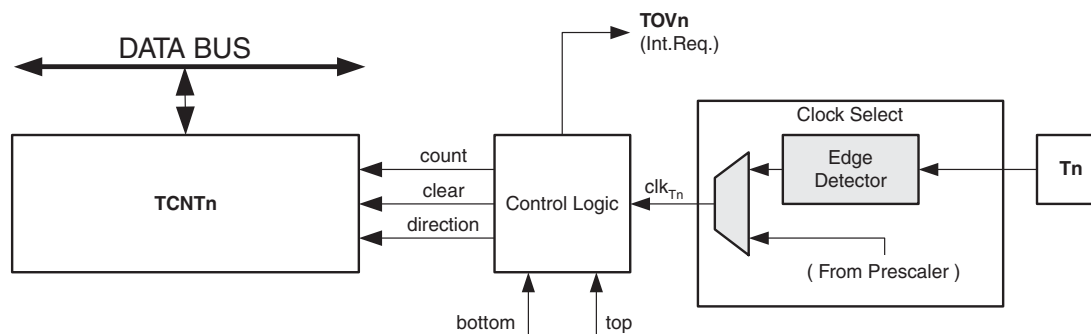 TOVn
(Int.Req.)
DATA BUS
Clock Select
count
Edge
Detector
Tn
TCNTn
clear
Control Logic
clkTn
direction
( From Prescaler )
bottom
top